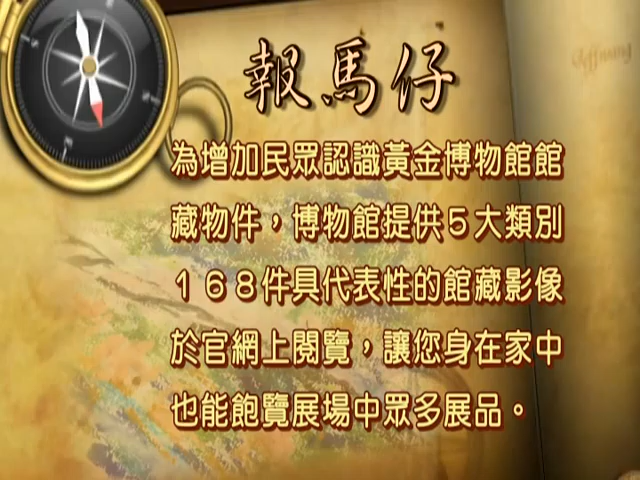 報馬仔
為增加民眾認識黃金博物館館
藏物件，博物館提供５大類別
１６８件具代表性的館藏影像
於官網上閱覽，讓您身在家中
也能飽覽展場中眾多展品。